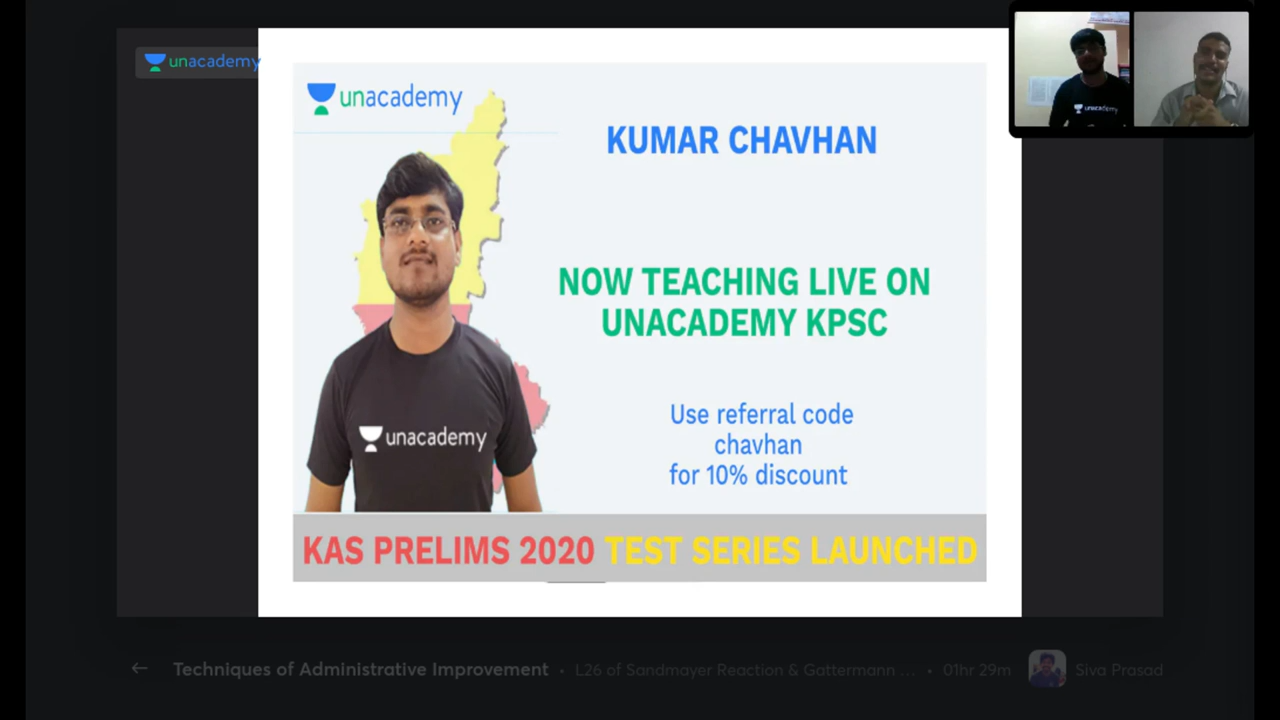 unacademy
unacademy
KUMAR CHAVHAN
NOW TEACHING LIVE ON
UNACADEMY KPSC
Use referral code
chavhan
for 10% discount
unacademy
KAS PRELIMS 2020 TEST SERIES LAUNCHED
unacademy
← Techniques of Administrative Improvement • L26 of Sandmayer Reaction & Gattermann ... • 01hr 29m Siva Prasad